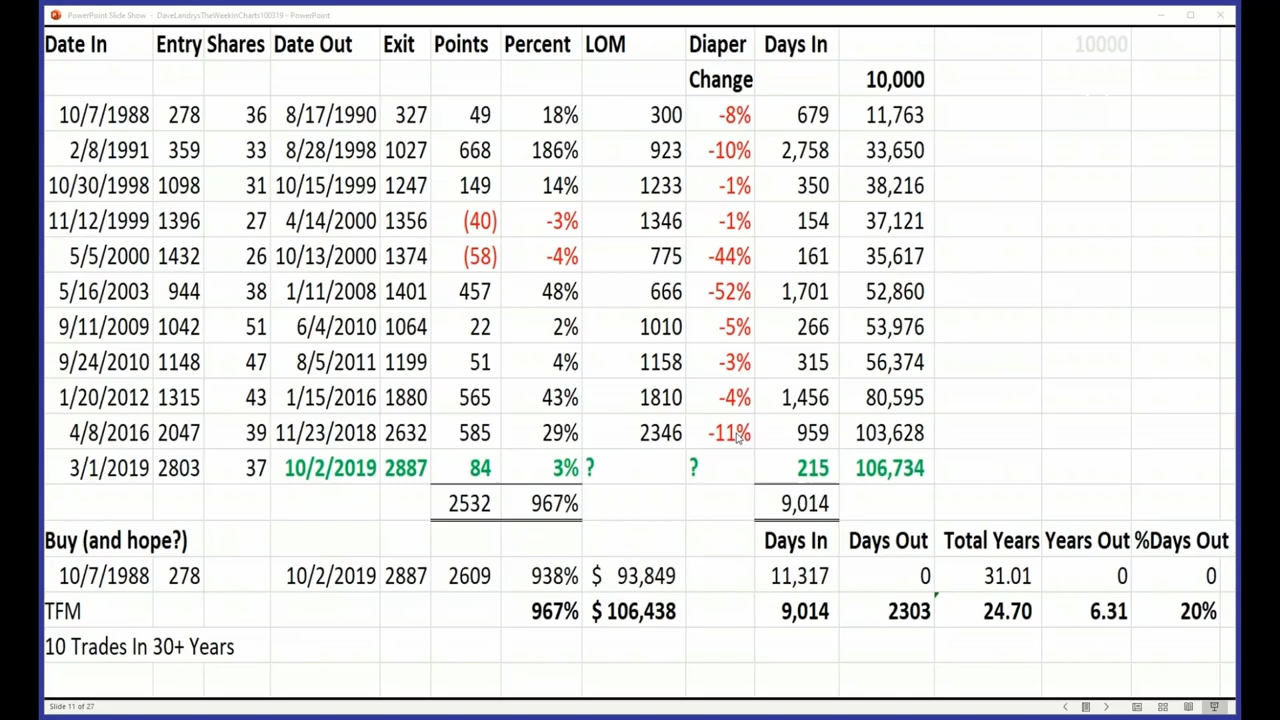 PowerPoint Slide Show - DaveLandrysTheWeekInCharts100319 - PowerPoint
Date In Entry Shares Date Out Exit Points Percent LOM Diaper Days In 10000
Change 10,000
10/7/1988 278 36 8/17/1990 327 49 18% 300 -8% 679 11,763
2/8/1991 359 33 8/28/1998 1027 668 186% 923 -10% 2,758 33,650
10/30/1998 1098 31 10/15/1999 1247 149 14% 1233 -1% 350 38,216
11/12/1999 1396 27 4/14/2000 1356 (40) -3% 1346 -1% 154 37,121
5/5/2000 1432 26 10/13/2000 1374 (58) -4% 775 -44% 161 35,617
5/16/2003 944 38 1/11/2008 1401 457 48% 666 -52% 1,701 52,860
9/11/2009 1042 51 6/4/2010 1064 22 2% 1010 -5% 266 53,976
9/24/2010 1148 47 8/5/2011 1199 51 4% 1158 -3% 315 56,374
1/20/2012 1315 43 1/15/2016 1880 565 43% 1810 -4% 1,456 80,595
4/8/2016 2047 39 11/23/2018 2632 585 29% 2346 -11% 959 103,628
3/1/2019 2803 37 10/2/2019 2887 84 3% ? ? 215 106,734
2532 967% 9,014
Buy (and hope?) Days In Days Out Total Years Years Out %Days Out
10/7/1988 278 10/2/2019 2887 2609 938% $ 93,849 11,317 0 31.01 0 0
TFM 967% $ 106,438 9,014 2303 24.70 6.31 20%
10 Trades In 30+ Years
Slide 11 of 27